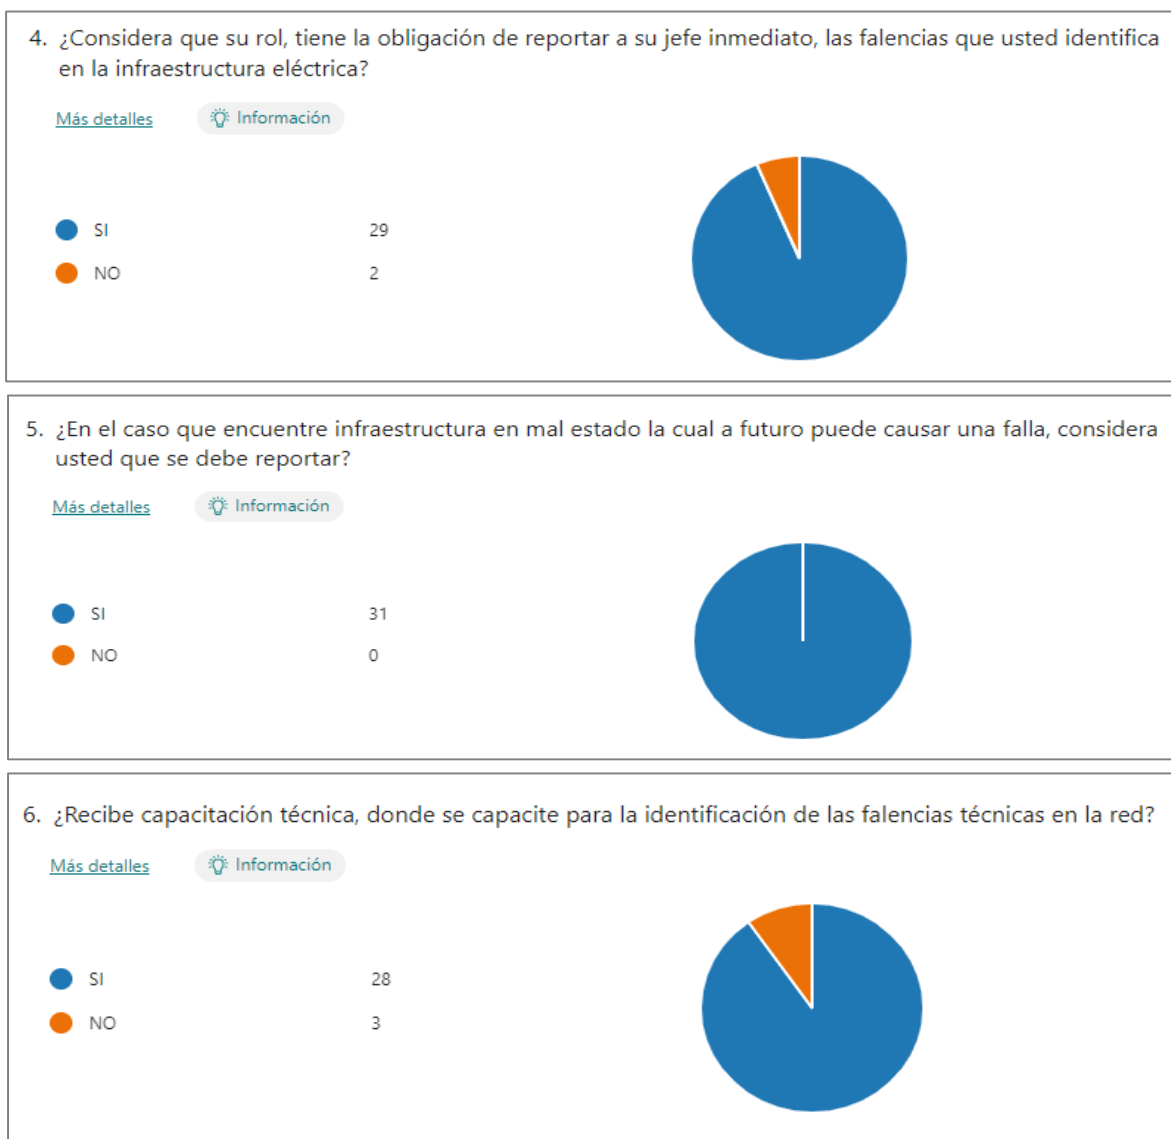 4. ¿Considera que su rol, tiene la obligación de reportar a su jefe inmediato, las falencias que usted identifica
en la infraestructura eléctrica?
Más detalles Información
SI 29
NO 2
5. ¿En el caso que encuentre infraestructura en mal estado la cual a futuro puede causar una falla, considera
usted que se debe reportar?
Más detalles Información
SI 31
NO 0
6. ¿Recibe capacitación técnica, donde se capacite para la identificación de las falencias técnicas en la red?
Más detalles Información
SI 28
NO 3